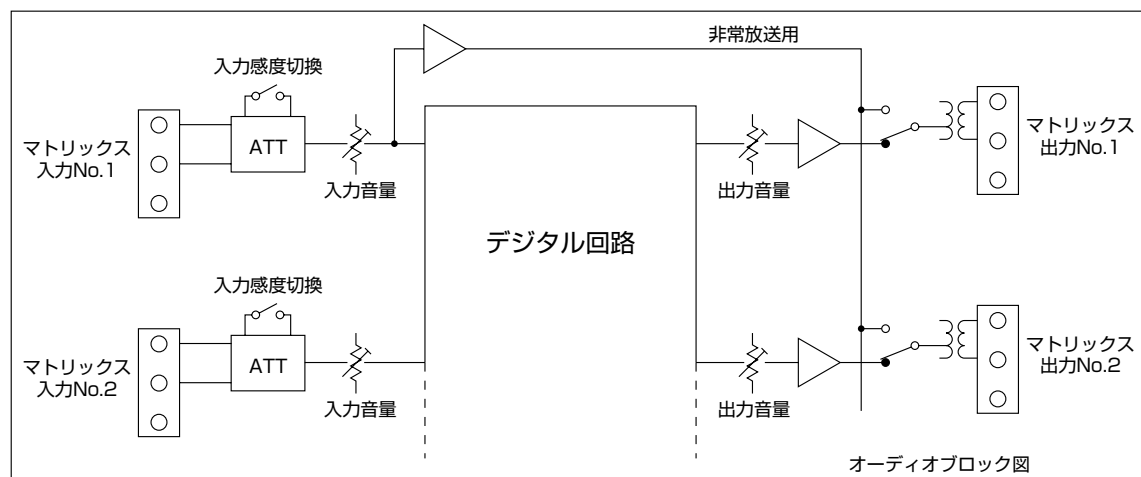 非常放送用
入力感度切換
マトリックス
入力No.1
ATT
入力音量
出力音量
マトリックス
出力No.1
デジタル回路
入力感度切換
マトリックス
入力No.2
ATT
入力音量
出力音量
マトリックス
出力No.2
オーディオブロック図